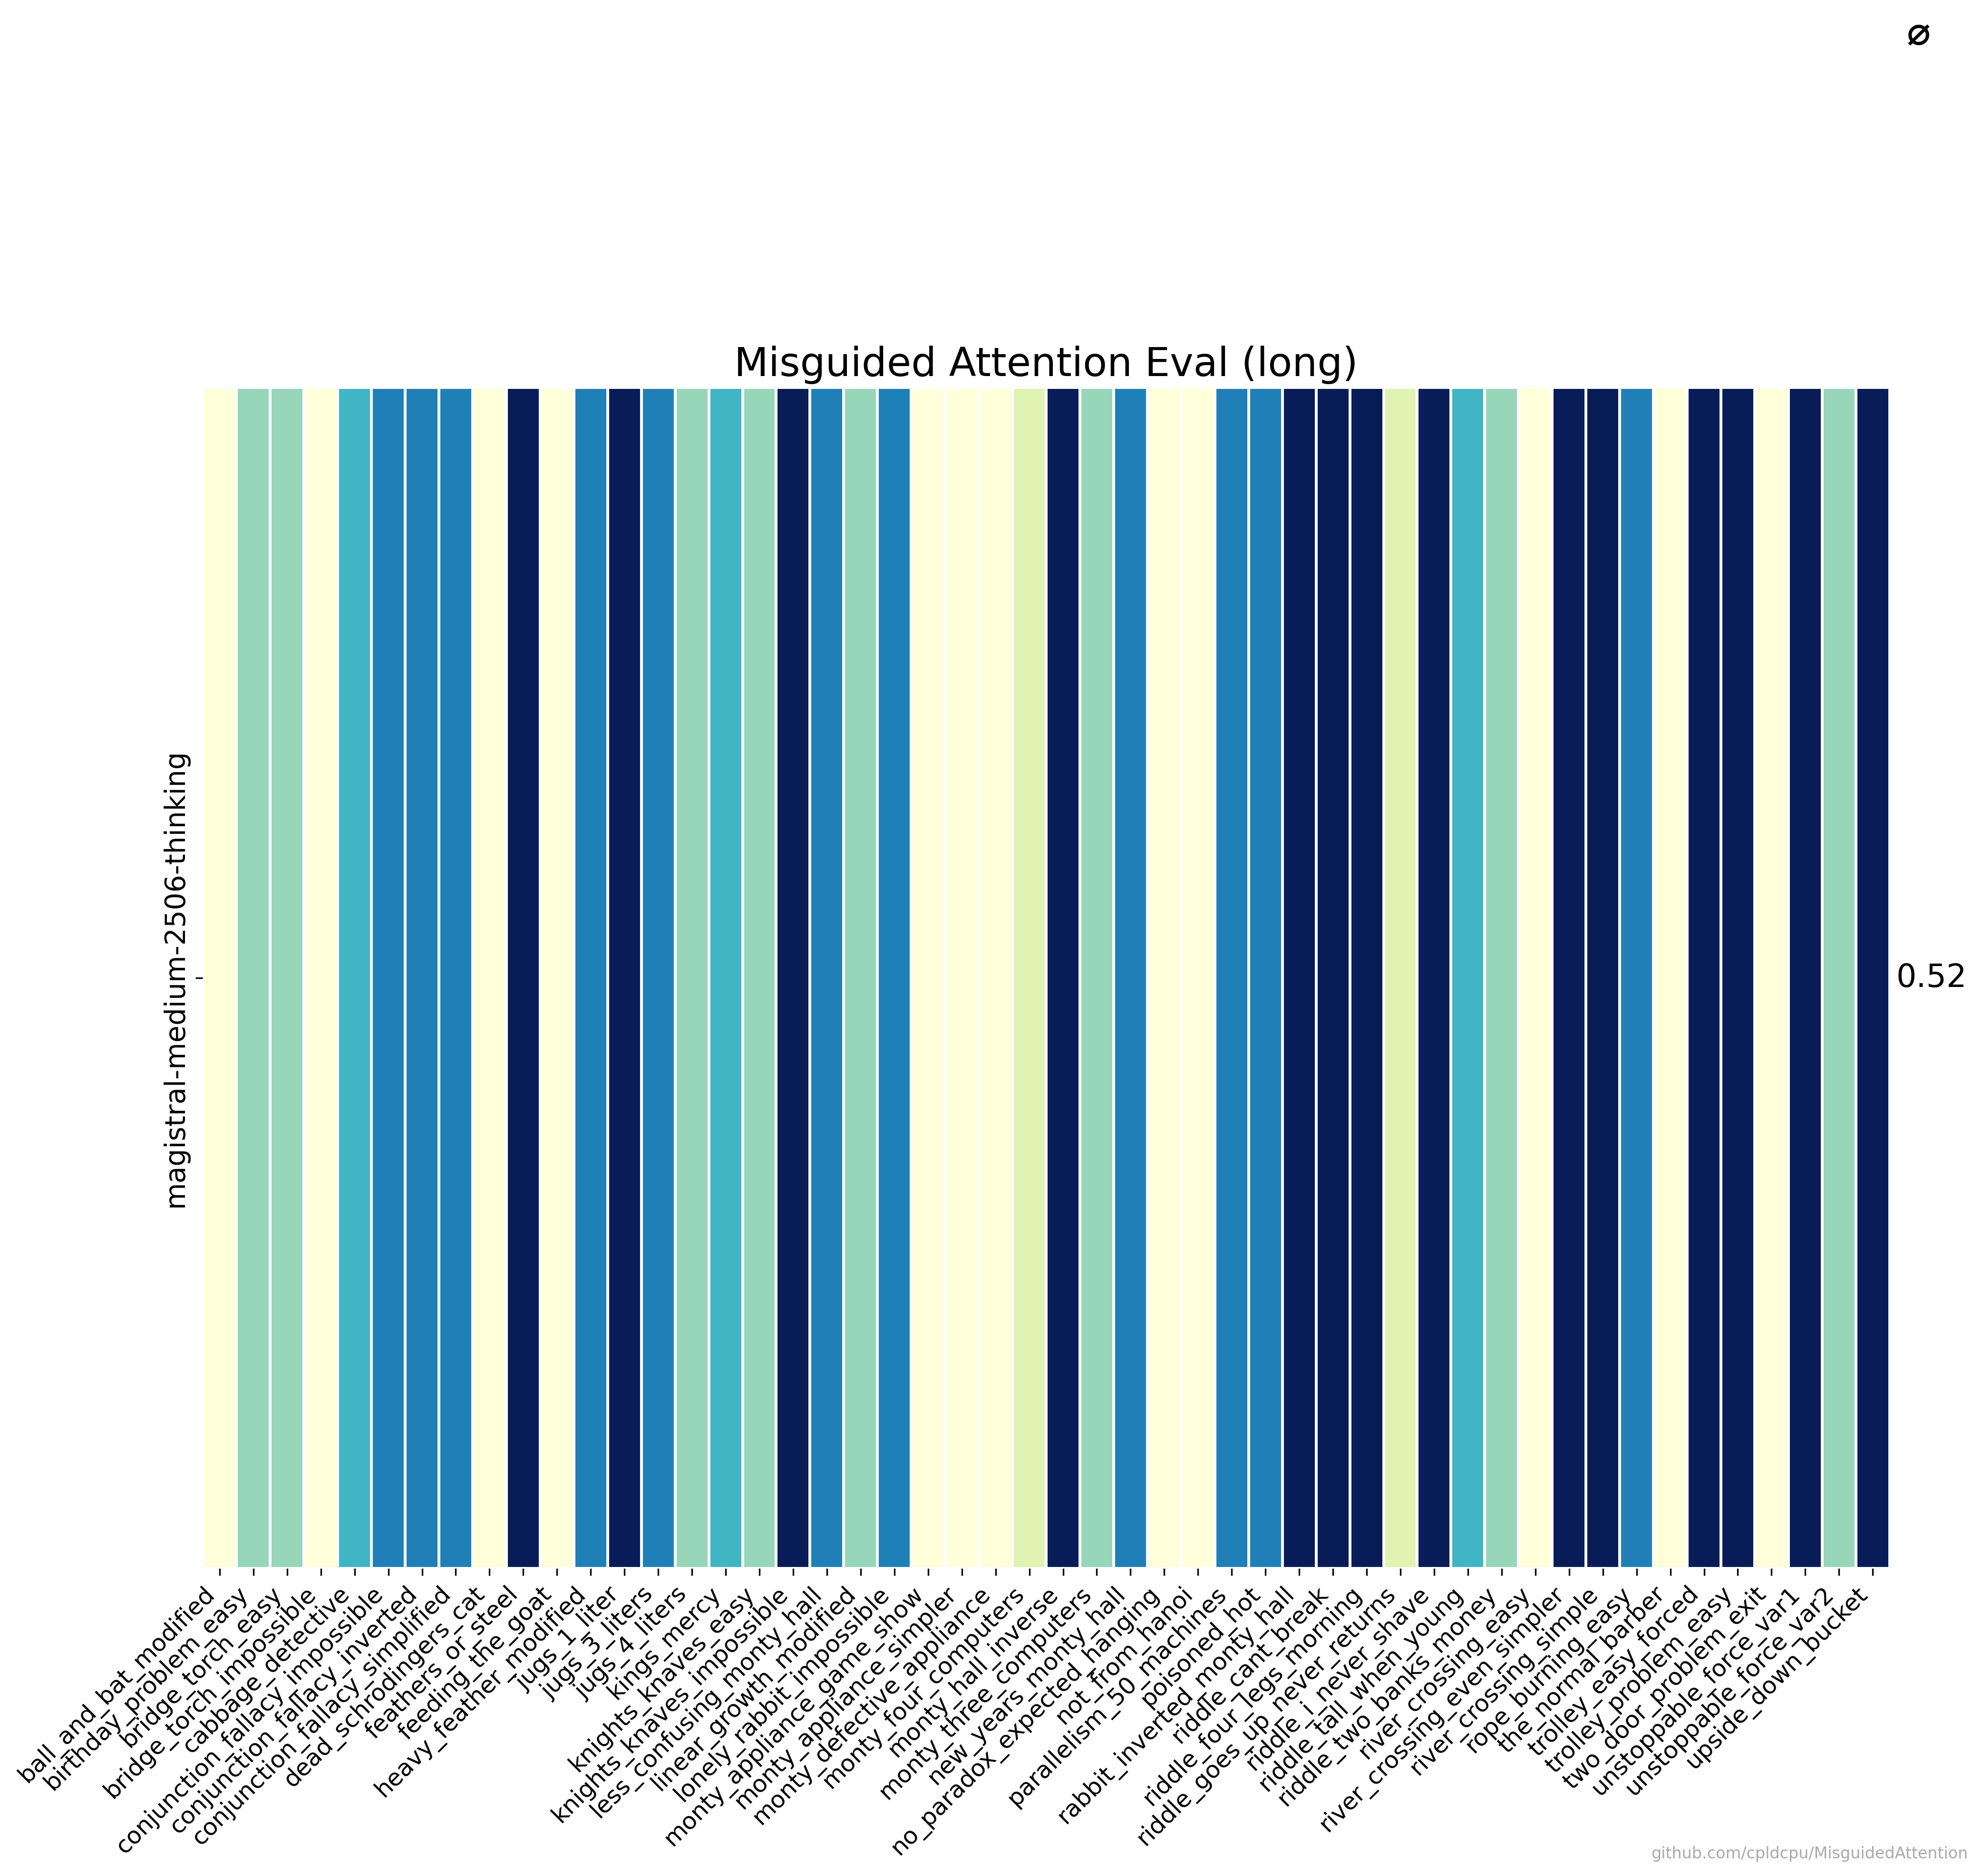 ⌀
Misguided Attention Eval (long)
magistral-medium-2506-thinking
0.52
ball_and_bat_modified
birthday_problem_easy
bridge_torch_easy
bridge_torch_impossible
cabbage_detective
conjunction_fallacy_impossible
conjunction_fallacy_inverted
conjunction_fallacy_simplified
dead_schrodingers_cat
feathers_or_steel
feeding_the_goat
heavy_feather_modified
jugs_1_liter
jugs_3_liters
jugs_4_liters
kings_mercy
knights_knaves_easy
knights_knaves_impossible
less_confusing_monty_hall
linear_growth_modified
lonely_rabbit_impossible
monty_appliance_game_show
monty_appliance_simpler
monty_defective_appliance
monty_four_computers
monty_hall_inverse
monty_three_computers
new_years_monty_hall
no_paradox_expected_hanging
not_from_hanoi
parallelism_50_machines
poisoned_hot
rabbit_inverted_monty_hall
riddle_cant_break
riddle_four_legs_morning
riddle_goes_up_never_returns
riddle_i_never_shave
riddle_tall_when_young
riddle_two_banks_money
river_crossing_easy
river_crossing_even_simpler
river_crossing_simple
rope_burning_easy
the_normal_barber
trolley_easy_forced
trolley_problem_easy
two_door_problem_exit
unstoppable_force_var1
unstoppable_force_var2
upside_down_bucket
github.com/cpldcpu/MisguidedAttention